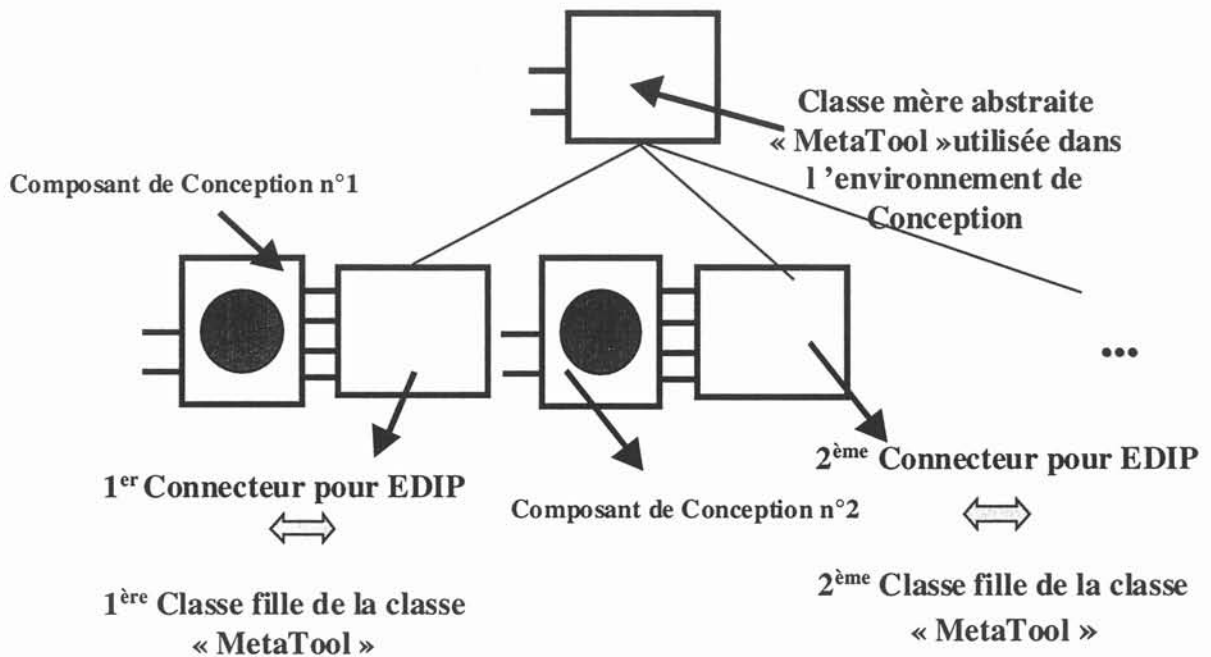 Classe mère abstraite
« MetaTool »utilisée dans
l ’environnement de
Conception
Composant de Conception n°1
•••
1er Connecteur pour EDIP
1ère Classe fille de la classe
« MetaTool »
Composant de Conception n°2
2ème Connecteur pour EDIP
2ème Classe fille de la classe
« MetaTool »